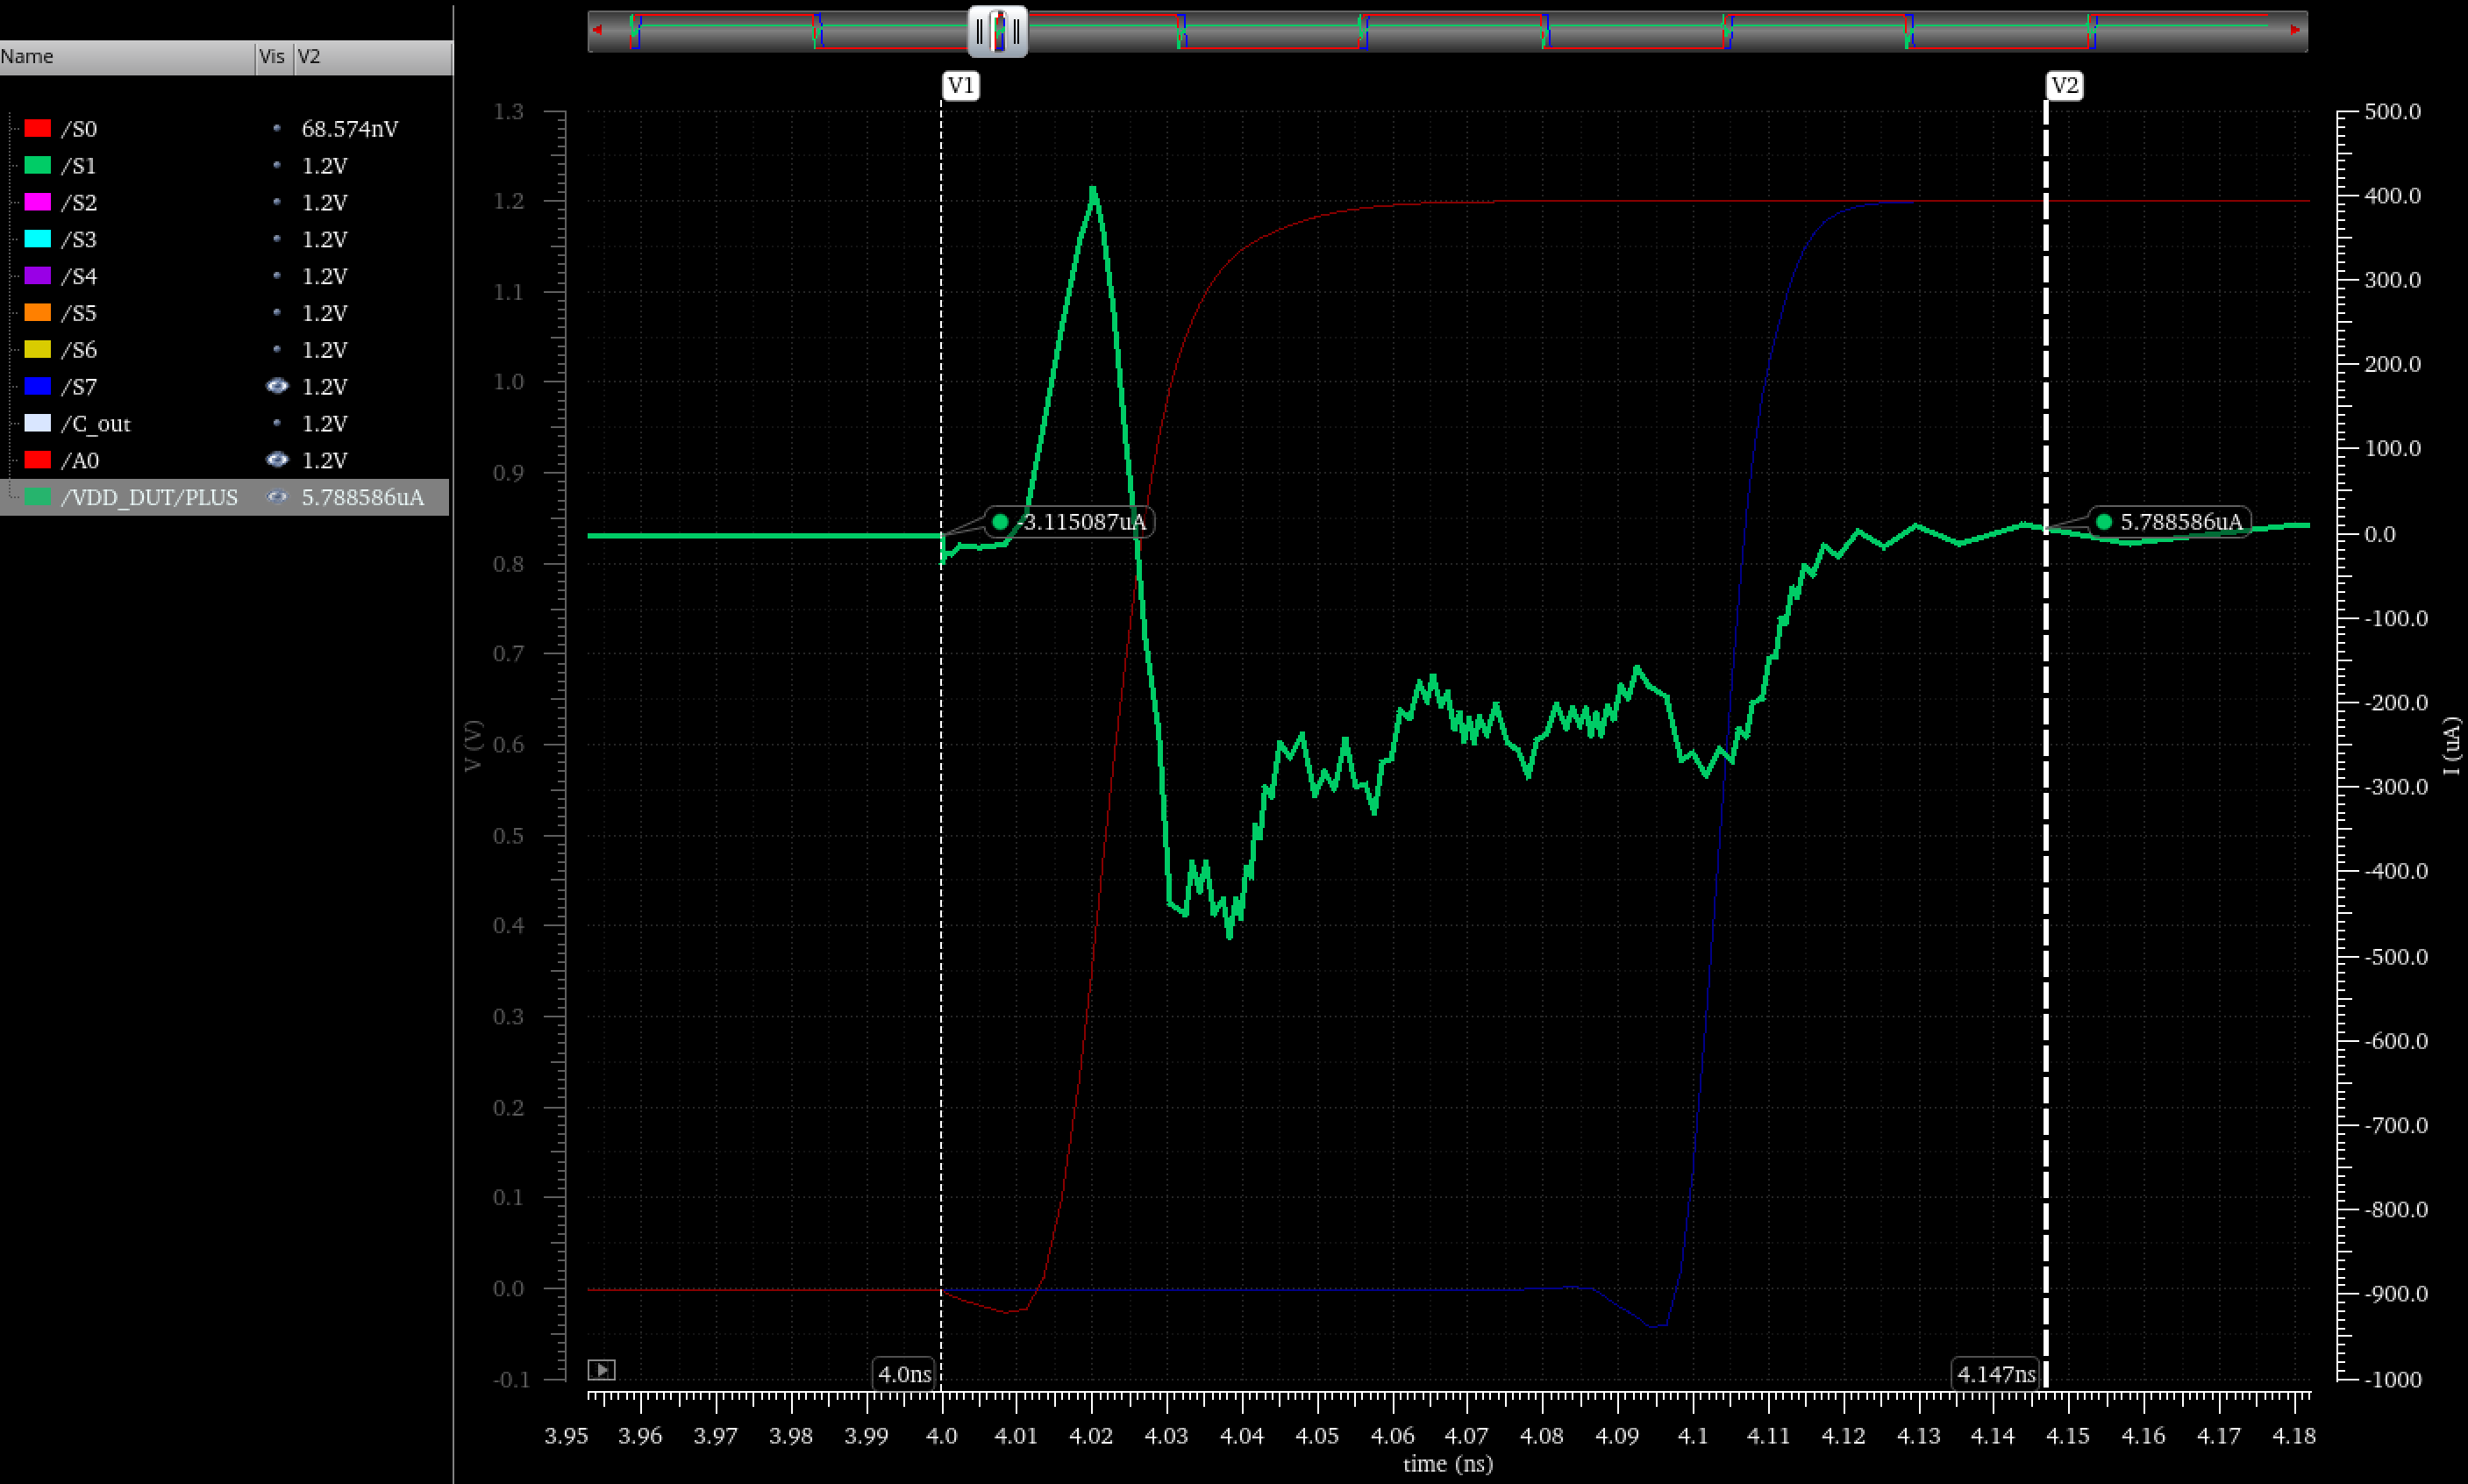 Name Vis V2
/S0 68.574nV
/S1 1.2V
/S2 1.2V
/S3 1.2V
/S4 1.2V
/S5 1.2V
/S6 1.2V
/S7 1.2V
/C_out 1.2V
/A0 1.2V
/VDD_DUT/PLUS 5.788586uA
V1
V2
1.3
1.2
1.1
1.0
0.9
0.8
0.7
0.6
0.5
0.4
0.3
0.2
0.1
0.0
-0.1
V (V)
-3.115087uA
5.788586uA
4.0ns
4.147ns
500.0
400.0
300.0
200.0
100.0
0.0
-100.0
-200.0
-300.0
-400.0
-500.0
-600.0
-700.0
-800.0
-900.0
-1000
I (uA)
3.95 3.96 3.97 3.98 3.99 4.0 4.01 4.02 4.03 4.04 4.05 4.06 4.07 4.08 4.09 4.1 4.11 4.12 4.13 4.14 4.15 4.16 4.17 4.18
time (ns)